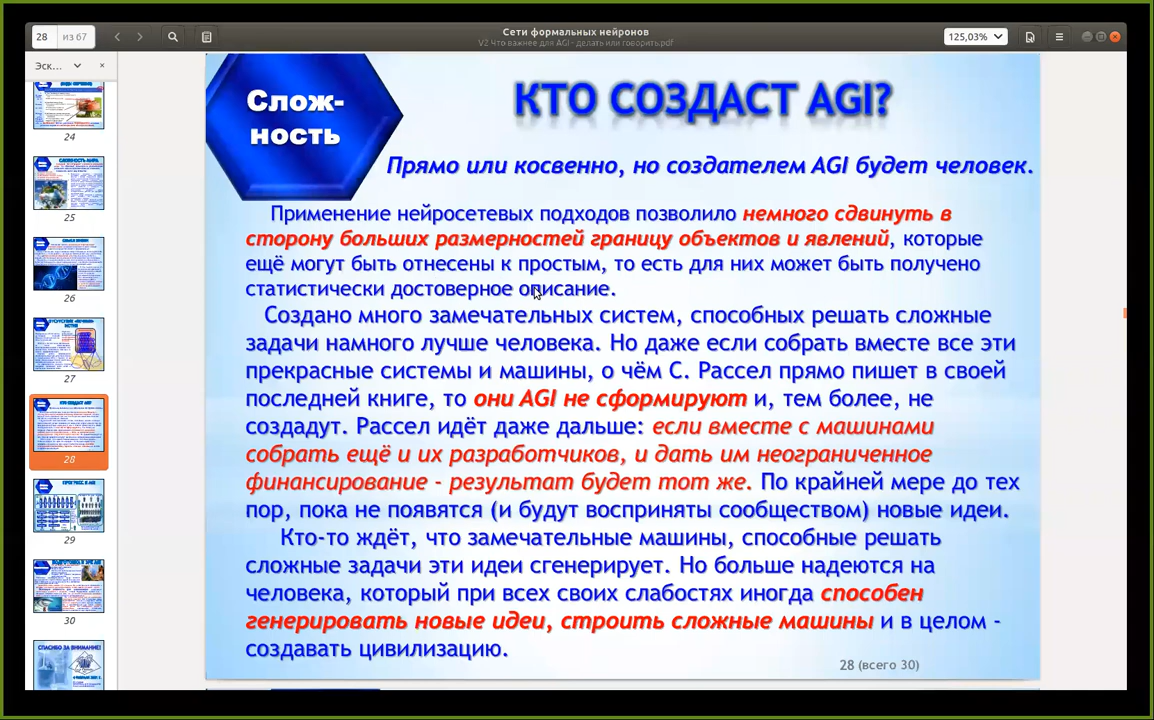 28 из 67
Сети формальных нейронов
V2 Что важнее для AGI - делать или говорить.pdf
125,03%
Эск...
24
25
26
27
28
29
30
Слож-
ность
КТО СОЗДАСТ AGI?
Прямо или косвенно, но создателем AGI будет человек.
Применение нейросетевых подходов позволило немного сдвинуть в
сторону больших размерностей границу объектов и явлений, которые
ещё могут быть отнесены к простым, то есть для них может быть получено
статистически достоверное описание.
Создано много замечательных систем, способных решать сложные
задачи намного лучше человека. Но даже если собрать вместе все эти
прекрасные системы и машины, о чём С. Рассел прямо пишет в своей
последней книге, то они AGI не сформируют и, тем более, не
создадут. Рассел идёт даже дальше: если вместе с машинами
собрать ещё и их разработчиков, и дать им неограниченное
финансирование - результат будет тот же. По крайней мере до тех
пор, пока не появятся (и будут восприняты сообществом) новые идеи.
Кто-то ждёт, что замечательные машины, способные решать
сложные задачи эти идеи сгенерирует. Но больше надеются на
человека, который при всех своих слабостях иногда способен
генерировать новые идеи, строить сложные машины и в целом -
создавать цивилизацию.
28 (всего 30)